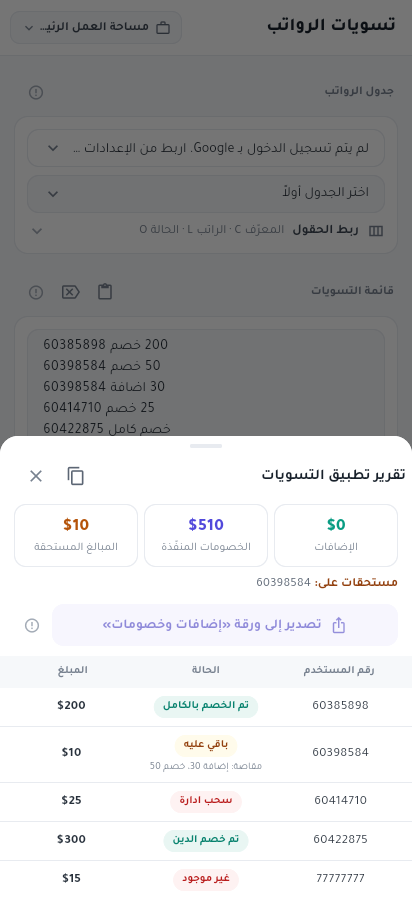 تسويات الرواتب
مساحة العمل الرئيـ...
جدول الرواتب
لم يتم تسجيل الدخول بـ Google. اربط من الإعدادات ...
اختر الجدول أولاً
ربط الحقول المعرّف C · الراتب L · الحالة O
قائمة التسويات
60385898 خصم 200
60398584 خصم 50
60398584 اضافة 30
60414710 خصم 25
60422875 خصم كامل
تقرير تطبيق التسويات
$0 $510 $10
الإضافات الخصومات المنفّذة المبالغ المستحقة
مستحقات على: 60398584
تصدير إلى ورقة «إضافات وخصومات»
رقم المستخدم الحالة المبلغ
60385898 تم الخصم بالكامل $200
60398584 باقي عليه $10
مقاصة: إضافة 30، خصم 50
60414710 سحب ادارة $25
60422875 تم خصم الدين $300
77777777 غير موجود $15